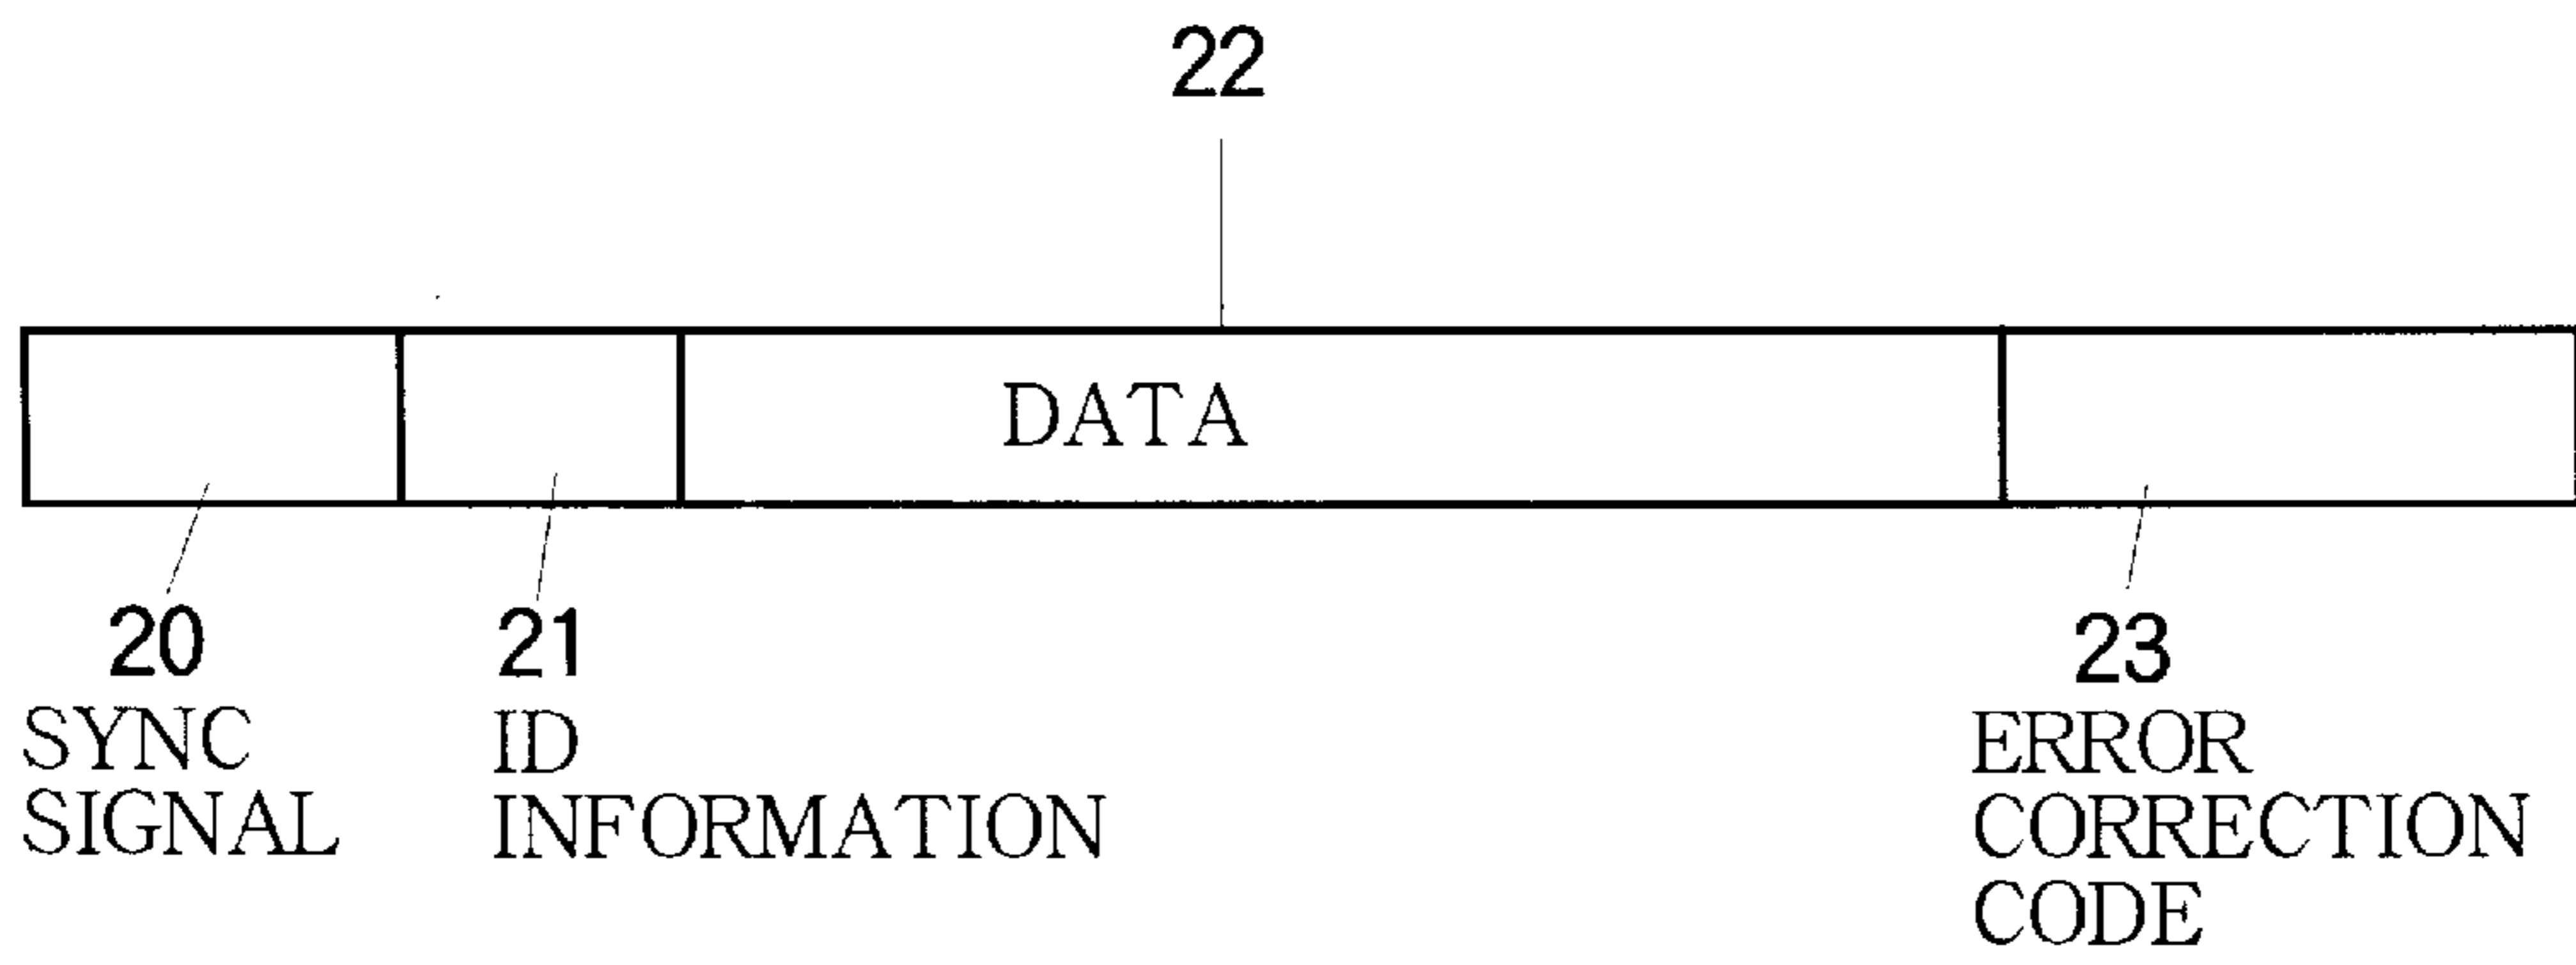 22
DATA
20
SYNC
SIGNAL
21
ID
INFORMATION
23
ERROR
CORRECTION
CODE